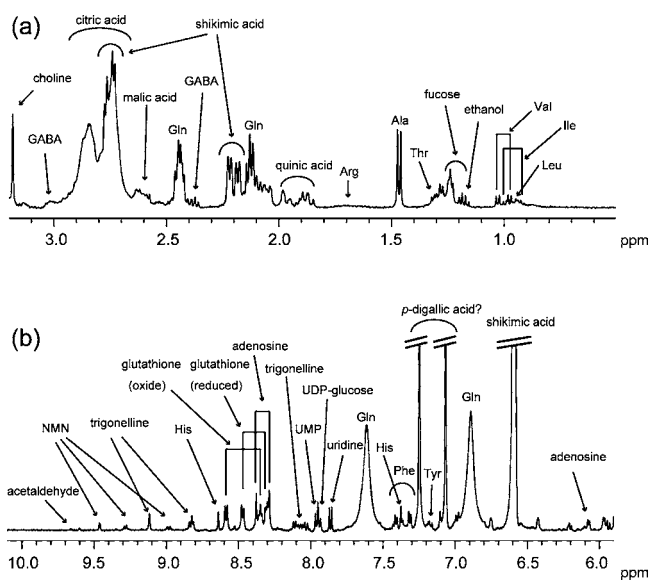 (a)
citric acid
shikimic acid
choline
GABA
malic acid
Gln
GABA
Gln
quinic acid
Arg
Ala
Thr
fucose
ethanol
Val
Ile
Leu
3.0 2.5 2.0 1.5 1.0
ppm
(b)
p-digallic acid?
shikimic acid
adenosine
glutathione
(oxide)
glutathione
(reduced)
trigonelline
UDP-glucose
Gln
Gln
NMN
trigonelline
His
UMP
uridine
His
Phe
Tyr
adenosine
acetaldehyde
10.0 9.5 9.0 8.5 8.0 7.5 7.0 6.5 6.0
ppm